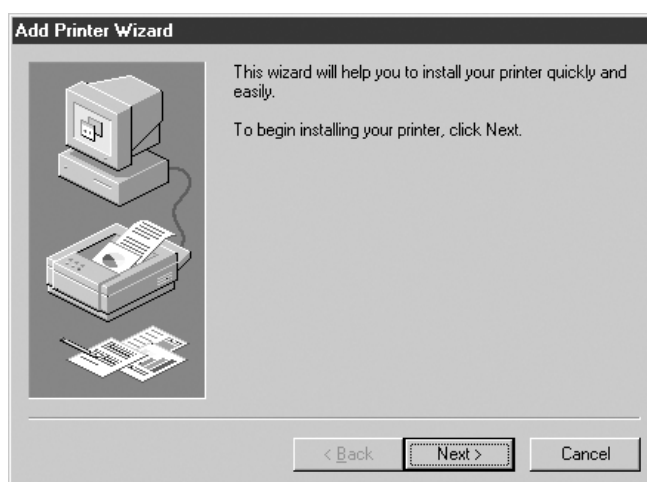 Add Printer Wizard
This wizard will help you to install your printer quickly and
easily.
To begin installing your printer, click Next.
< Back
Next >
Cancel